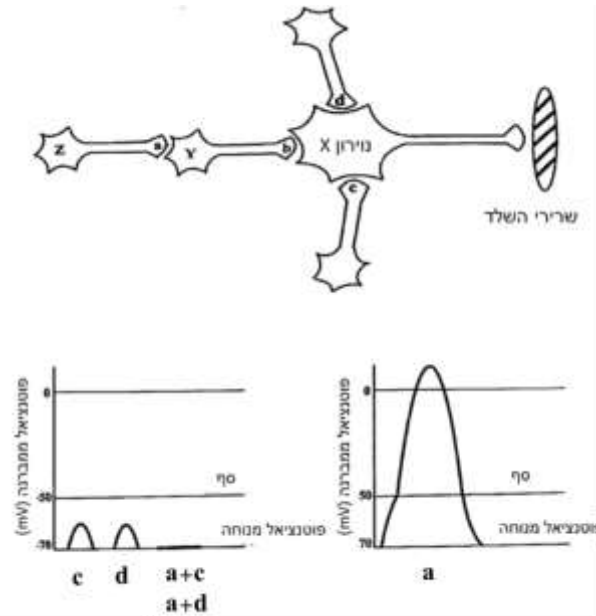 d
Z
a
Y
b
נוירון X
c
שרירי השלד
פוטנציאל ממברנה (mV)
0
סף
-50
פוטנציאל מנוחה
-70
c
d
a+c
a+d
פוטנציאל ממברנה (mV)
0
סף
50
פוטנציאל מנוחה
-70
a